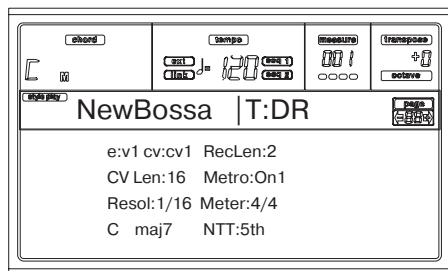 chord tempo measure transpose
C M ext link ♩= 120 seq 1 seq 2 001 +0
octave
style play page
NewBossa |T:DR
e:v1 cv:cv1 RecLen:2
CV Len:16 Metro:On1
Resol:1/16 Meter:4/4
C maj7 NTT:5th